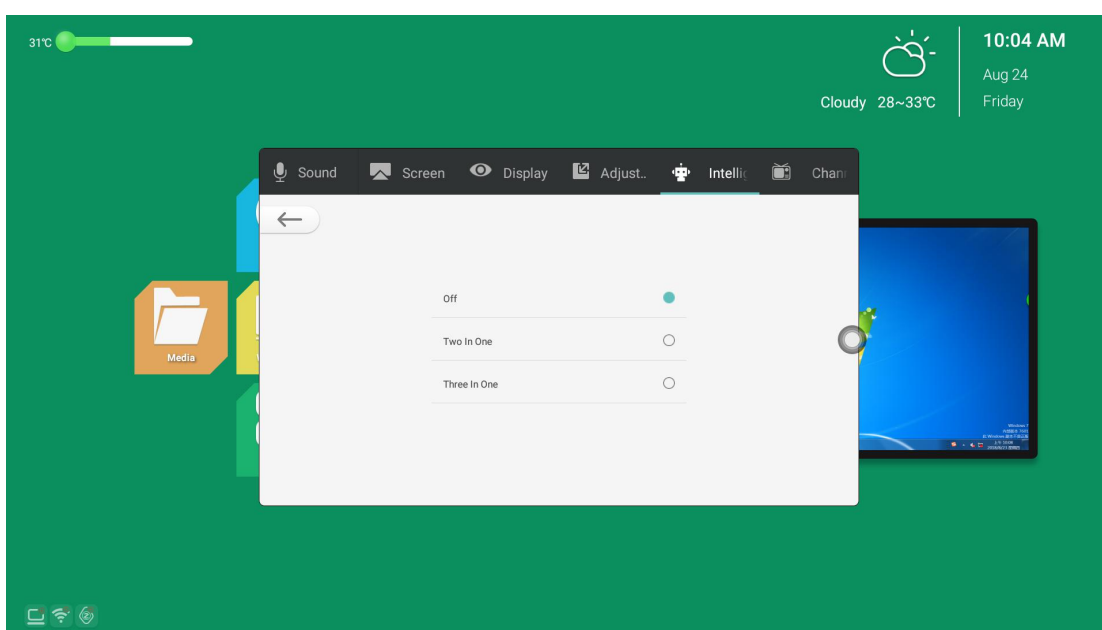 31℃
10:04 AM
Aug 24
Cloudy 28~33℃
Friday
Sound
Screen
Display
Adjust..
Intellig
Chan
Off
Two In One
Three In One
Media